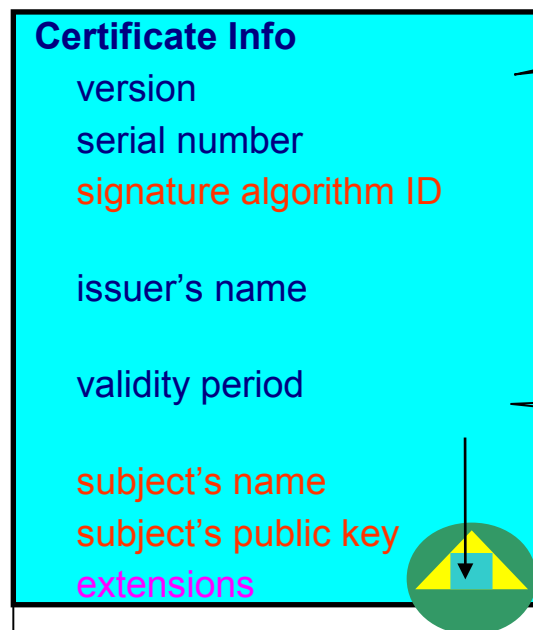 Certificate Info
version
serial number
signature algorithm ID
issuer’s name
validity period
subject’s name
subject’s public key
extensions